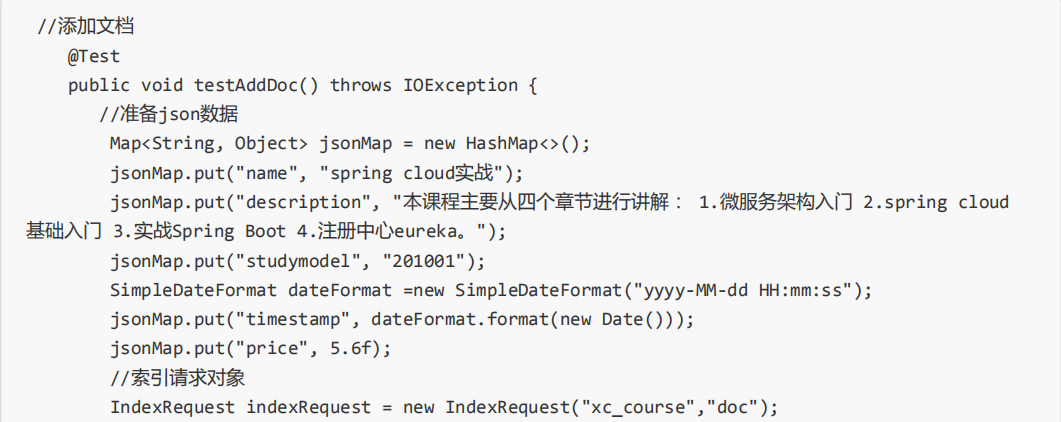 //添加文档
@Test
public void testAddDoc() throws IOException {
//准备json数据
Map<String, Object> jsonMap = new HashMap<>();
jsonMap.put("name", "spring cloud实战");
jsonMap.put("description", "本课程主要从四个章节进行讲解： 1.微服务架构入门 2.spring cloud
基础入门 3.实战Spring Boot 4.注册中心eureka。");
jsonMap.put("studymodel", "201001");
SimpleDateFormat dateFormat =new SimpleDateFormat("yyyy-MM-dd HH:mm:ss");
jsonMap.put("timestamp", dateFormat.format(new Date()));
jsonMap.put("price", 5.6f);
//索引请求对象
IndexRequest indexRequest = new IndexRequest("xc_course","doc");